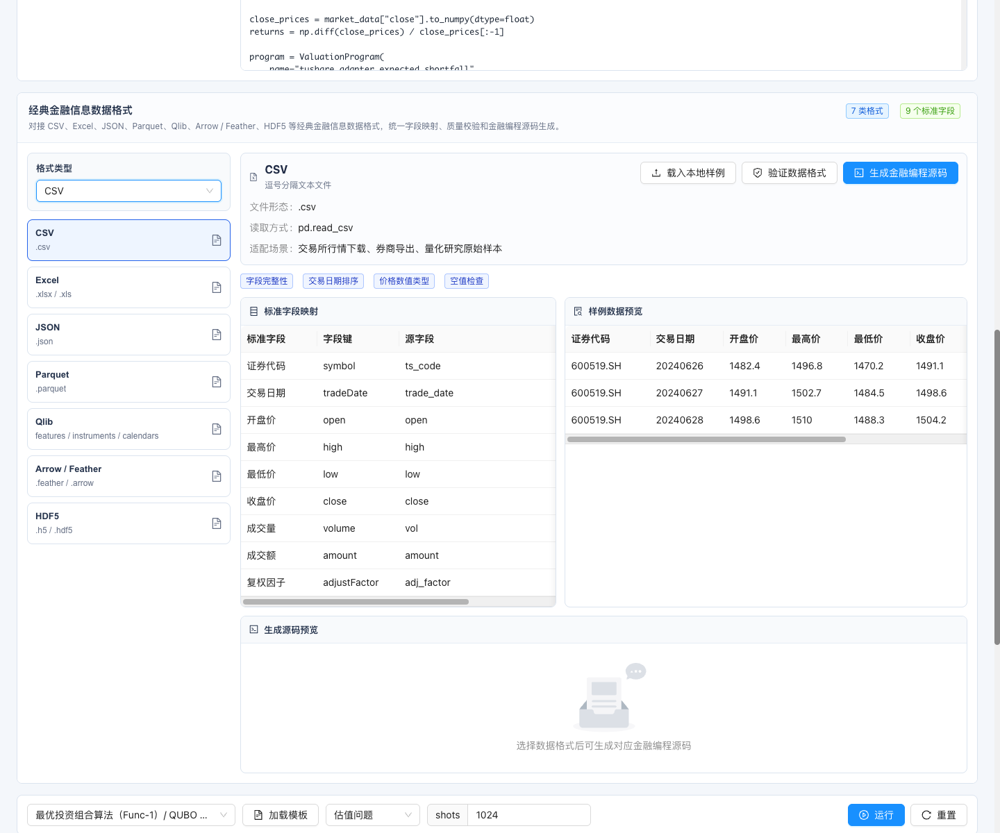 close_prices = market_data["close"].to_numpy(dtype=float)
returns = np.diff(close_prices) / close_prices[:-1]
program = ValuationProgram(
name="tushare_adapter_expected_shortfall"
经典金融信息数据格式
7 类格式
9 个标准字段
对接 CSV、Excel、JSON、Parquet、Qlib、Arrow / Feather、HDF5 等经典金融信息数据格式，统一字段映射、质量校验和金融编程源码生成。
格式类型
CSV
CSV
.csv
Excel
.xlsx / .xls
JSON
.json
Parquet
.parquet
Qlib
features / instruments / calendars
Arrow / Feather
.feather / .arrow
HDF5
.h5 / .hdf5
CSV
逗号分隔文本文件
载入本地样例
验证数据格式
生成金融编程源码
文件形态： .csv
读取方式： pd.read_csv
适配场景： 交易所行情下载、券商导出、量化研究原始样本
字段完整性 交易日期排序 价格数值类型 空值检查
标准字段映射
标准字段 字段键 源字段
证券代码 symbol ts_code
交易日期 tradeDate trade_date
开盘价 open open
最高价 high high
最低价 low low
收盘价 close close
成交量 volume vol
成交额 amount amount
复权因子 adjustFactor adj_factor
样例数据预览
证券代码 交易日期 开盘价 最高价 最低价 收盘价
600519.SH 20240626 1482.4 1496.8 1470.2 1491.1
600519.SH 20240627 1491.1 1502.7 1484.5 1498.6
600519.SH 20240628 1498.6 1510 1488.3 1504.2
生成源码预览
选择数据格式后可生成对应金融编程源码
最优投资组合算法（Func-1）/ QUBO ...
加载模板
估值问题
shots 1024
运行
重置